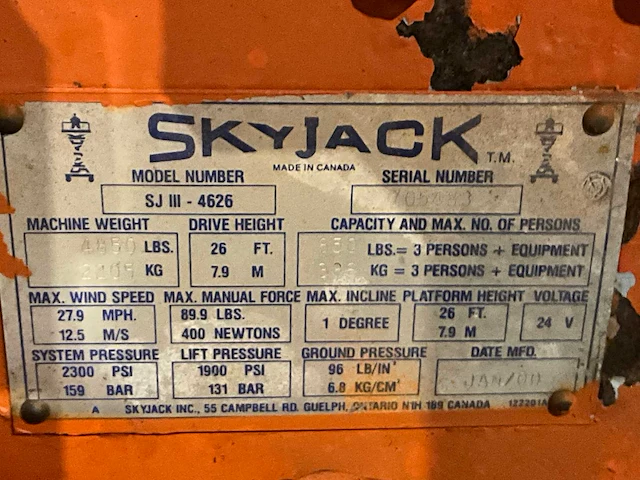 SKYJACK T.M.
MADE IN CANADA
MODEL NUMBER SERIAL NUMBER
SJ III - 4626
MACHINE WEIGHT DRIVE HEIGHT CAPACITY AND MAX. NO. OF PERSONS
LBS. 26 FT. LBS. = 3 PERSONS + EQUIPMENT
KG 7.9 M KG = 3 PERSONS + EQUIPMENT
MAX. WIND SPEED MAX. MANUAL FORCE MAX. INCLINE PLATFORM HEIGHT VOLTAGE
27.9 MPH. 89.9 LBS. 1 DEGREE 26 FT. 24 V
12.5 M/S 400 NEWTONS 7.9 M
SYSTEM PRESSURE LIFT PRESSURE GROUND PRESSURE DATE MFD.
2300 PSI 1900 PSI 96 LB/IN² JAN/00
159 BAR 131 BAR 6.8 KG/CM²
A SKYJACK INC., 55 CAMPBELL RD. GUELPH, ONTARIO N1H 1B9 CANADA